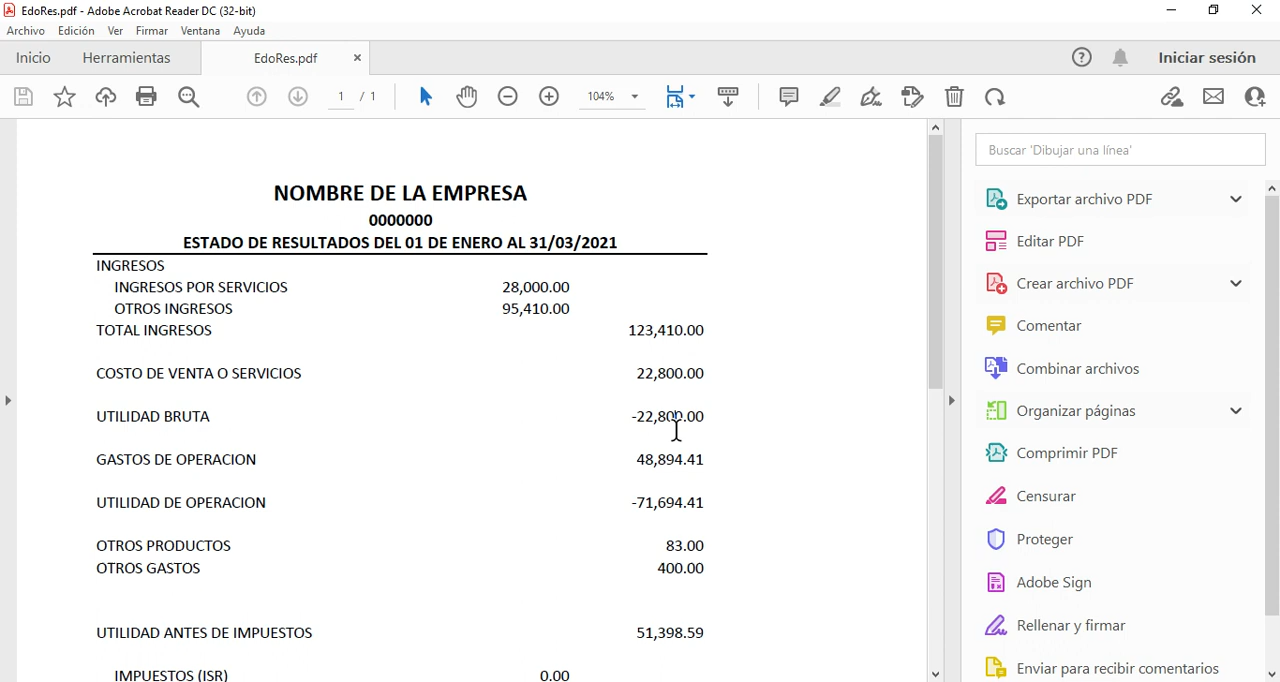 EdoRes.pdf - Adobe Acrobat Reader DC (32-bit)
Archivo Edición Ver Firmar Ventana Ayuda
Inicio Herramientas EdoRes.pdf × Iniciar sesión
1 / 1 104%
NOMBRE DE LA EMPRESA
0000000
ESTADO DE RESULTADOS DEL 01 DE ENERO AL 31/03/2021
INGRESOS
INGRESOS POR SERVICIOS 28,000.00
OTROS INGRESOS 95,410.00
TOTAL INGRESOS 123,410.00
COSTO DE VENTA O SERVICIOS 22,800.00
UTILIDAD BRUTA -22,800.00
GASTOS DE OPERACION 48,894.41
UTILIDAD DE OPERACION -71,694.41
OTROS PRODUCTOS 83.00
OTROS GASTOS 400.00
UTILIDAD ANTES DE IMPUESTOS 51,398.59
IMPUESTOS (ISR) 0.00
Buscar 'Dibujar una línea'
Exportar archivo PDF
Editar PDF
Crear archivo PDF
Comentar
Combinar archivos
Organizar páginas
Comprimir PDF
Censurar
Proteger
Adobe Sign
Rellenar y firmar
Enviar para recibir comentarios